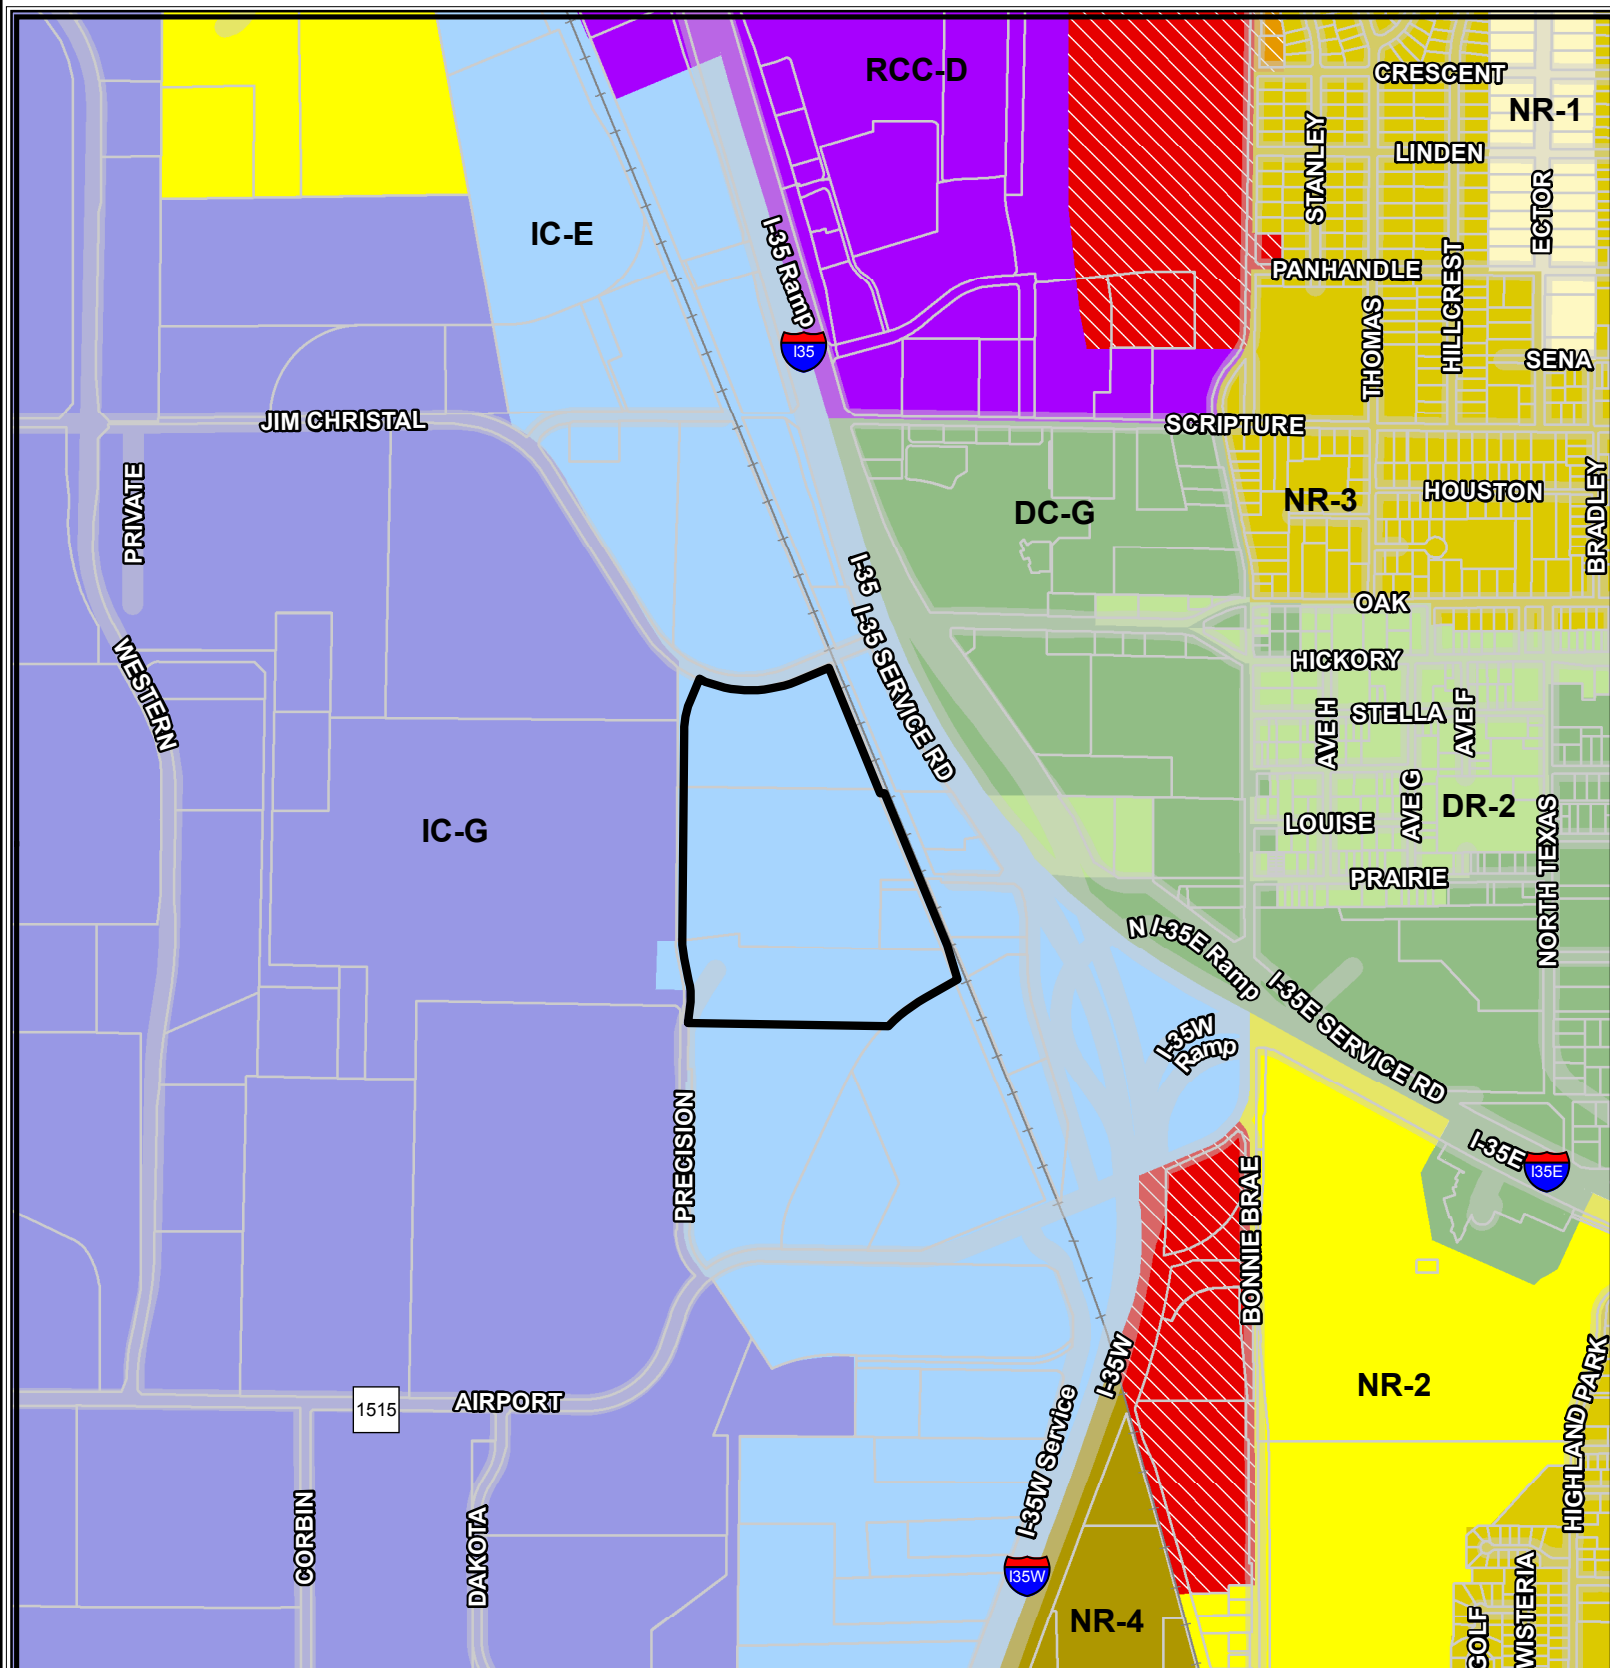 RCC-D
CRESCENT
NR-1
STANLEY
LINDEN
ECTOR
IC-E
I-35 Ramp
PANHANDLE
HILLCREST
THOMAS
I35
SENA
JIM CHRISTAL
SCRIPTURE
PRIVATE
DC-G
NR-3
HOUSTON
BRADLEY
I-35
OAK
I-35 SERVICE RD
HICKORY
WESTERN
AVE H
STELLA
AVE F
IC-G
AVE G
DR-2
LOUISE
NORTH TEXAS
PRAIRIE
N I-35E Ramp
I-35E SERVICE RD
I-35W
Ramp
PRECISION
I-35E
I35E
BONNIE BRAE
I-35W
NR-2
HIGHLAND PARK
1515
AIRPORT
I-35W Service
CORBIN
DAKOTA
I35W
NR-4
GOLF
WISTERIA